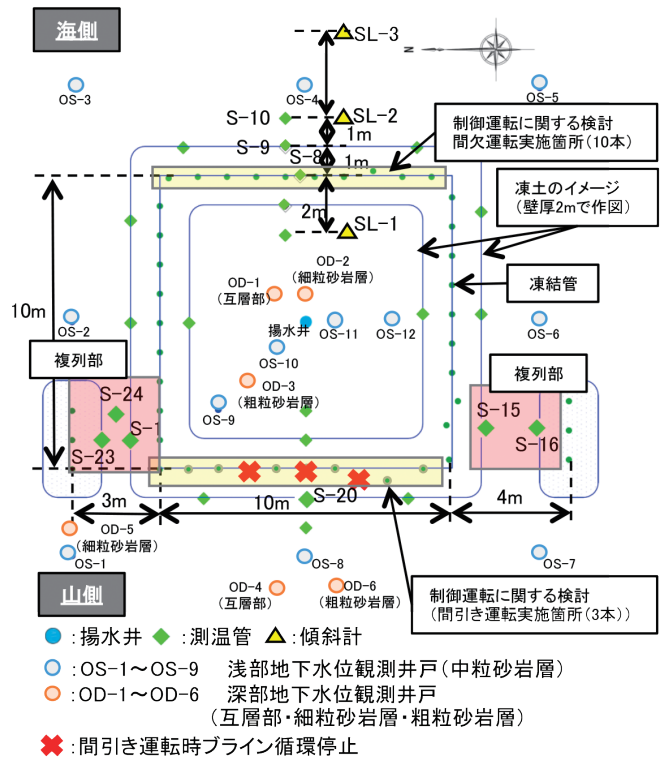 海側
SL-3
N
OS-3
OS-4
OS-5
S-10
SL-2
1m
S-9
S-8
1m
制御運転に関する検討
間欠運転実施箇所(10本)
2m
SL-1
凍土のイメージ
(壁厚2mで作図)
10m
OD-1
(互層部)
OD-2
(細粒砂岩層)
凍結管
OS-2
揚水井
OS-11
OS-12
OS-6
OS-10
複列部
複列部
OD-3
(粗粒砂岩層)
OS-9
S-24
S-1
S-23
S-15
S-16
S-20
3m
10m
4m
OD-5
(細粒砂岩層)
OS-1
OS-8
OS-7
OD-4
(互層部)
OD-6
(粗粒砂岩層)
制御運転に関する検討
(間引き運転実施箇所(3本))
山側
:揚水井
:測温管
:傾斜計
:OS-1～OS-9 浅部地下水位観測井戸(中粒砂岩層)
:OD-1～OD-6 深部地下水位観測井戸
(互層部・細粒砂岩層・粗粒砂岩層)
:間引き運転時ブライン循環停止